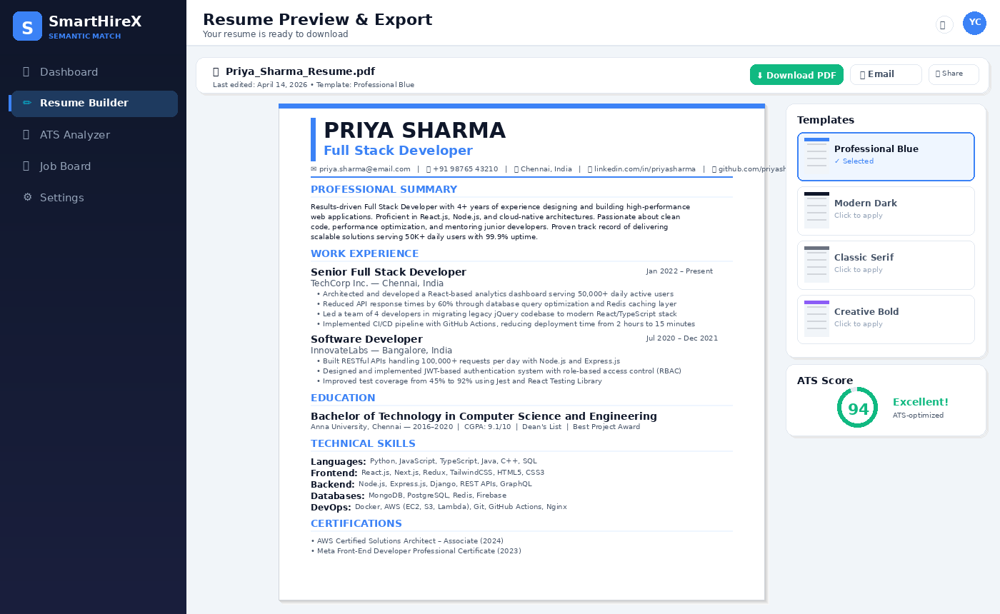 S
SmartHireX
SEMANTIC MATCH
Dashboard
Resume Builder
ATS Analyzer
Job Board
Settings
Resume Preview & Export
Your resume is ready to download
YC
Priya_Sharma_Resume.pdf
Last edited: April 14, 2026 • Template: Professional Blue
Download PDF
Email
Share
PRIYA SHARMA
Full Stack Developer
priya.sharma@email.com | +91 98765 43210 | Chennai, India | linkedin.com/in/priyasharma | github.com/priyash
PROFESSIONAL SUMMARY
Results-driven Full Stack Developer with 4+ years of experience designing and building high-performance
web applications. Proficient in React.js, Node.js, and cloud-native architectures. Passionate about clean
code, performance optimization, and mentoring junior developers. Proven track record of delivering
scalable solutions serving 50K+ daily users with 99.9% uptime.
WORK EXPERIENCE
Senior Full Stack Developer Jan 2022 – Present
TechCorp Inc. — Chennai, India
• Architected and developed a React-based analytics dashboard serving 50,000+ daily active users
• Reduced API response times by 60% through database query optimization and Redis caching layer
• Led a team of 4 developers in migrating legacy jQuery codebase to modern React/TypeScript stack
• Implemented CI/CD pipeline with GitHub Actions, reducing deployment time from 2 hours to 15 minutes
Software Developer Jul 2020 – Dec 2021
InnovateLabs — Bangalore, India
• Built RESTful APIs handling 100,000+ requests per day with Node.js and Express.js
• Designed and implemented JWT-based authentication system with role-based access control (RBAC)
• Improved test coverage from 45% to 92% using Jest and React Testing Library
EDUCATION
Bachelor of Technology in Computer Science and Engineering
Anna University, Chennai — 2016–2020 | CGPA: 9.1/10 | Dean's List | Best Project Award
TECHNICAL SKILLS
Languages: Python, JavaScript, TypeScript, Java, C++, SQL
Frontend: React.js, Next.js, Redux, TailwindCSS, HTML5, CSS3
Backend: Node.js, Express.js, Django, REST APIs, GraphQL
Databases: MongoDB, PostgreSQL, Redis, Firebase
DevOps: Docker, AWS (EC2, S3, Lambda), Git, GitHub Actions, Nginx
CERTIFICATIONS
• AWS Certified Solutions Architect – Associate (2024)
• Meta Front-End Developer Professional Certificate (2023)
Templates
Professional Blue
✓ Selected
Modern Dark
Click to apply
Classic Serif
Click to apply
Creative Bold
Click to apply
ATS Score
94
Excellent!
ATS-optimized